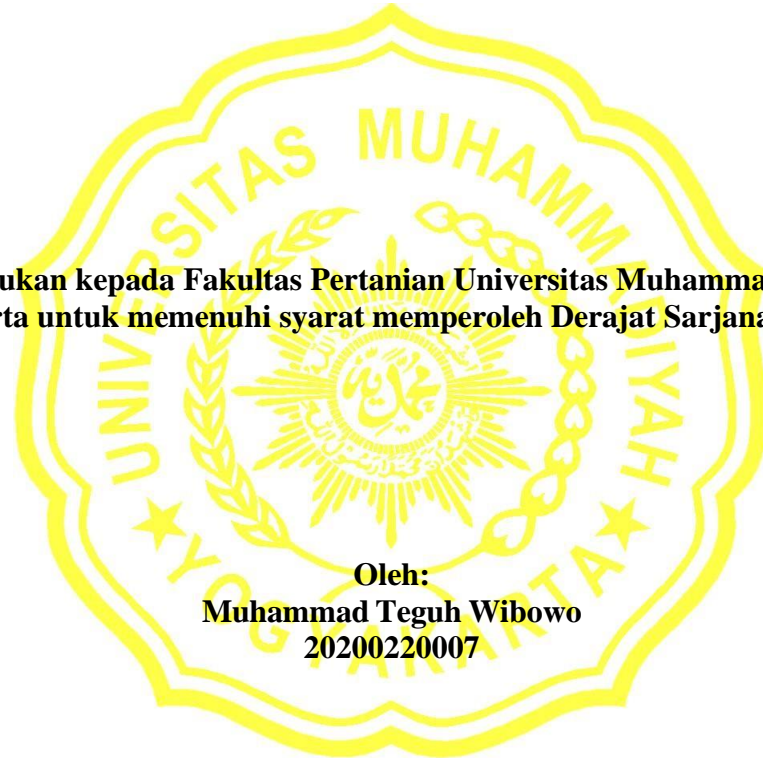 UNIVERSITAS MUHAMMADIYAH
ukan kepada Fakultas Pertanian Universitas Muhamma
rta untuk memenuhi syarat memperoleh Derajat Sarjana
Oleh:
Muhammad Teguh Wibowo
20200220007
YOGYAKARTA